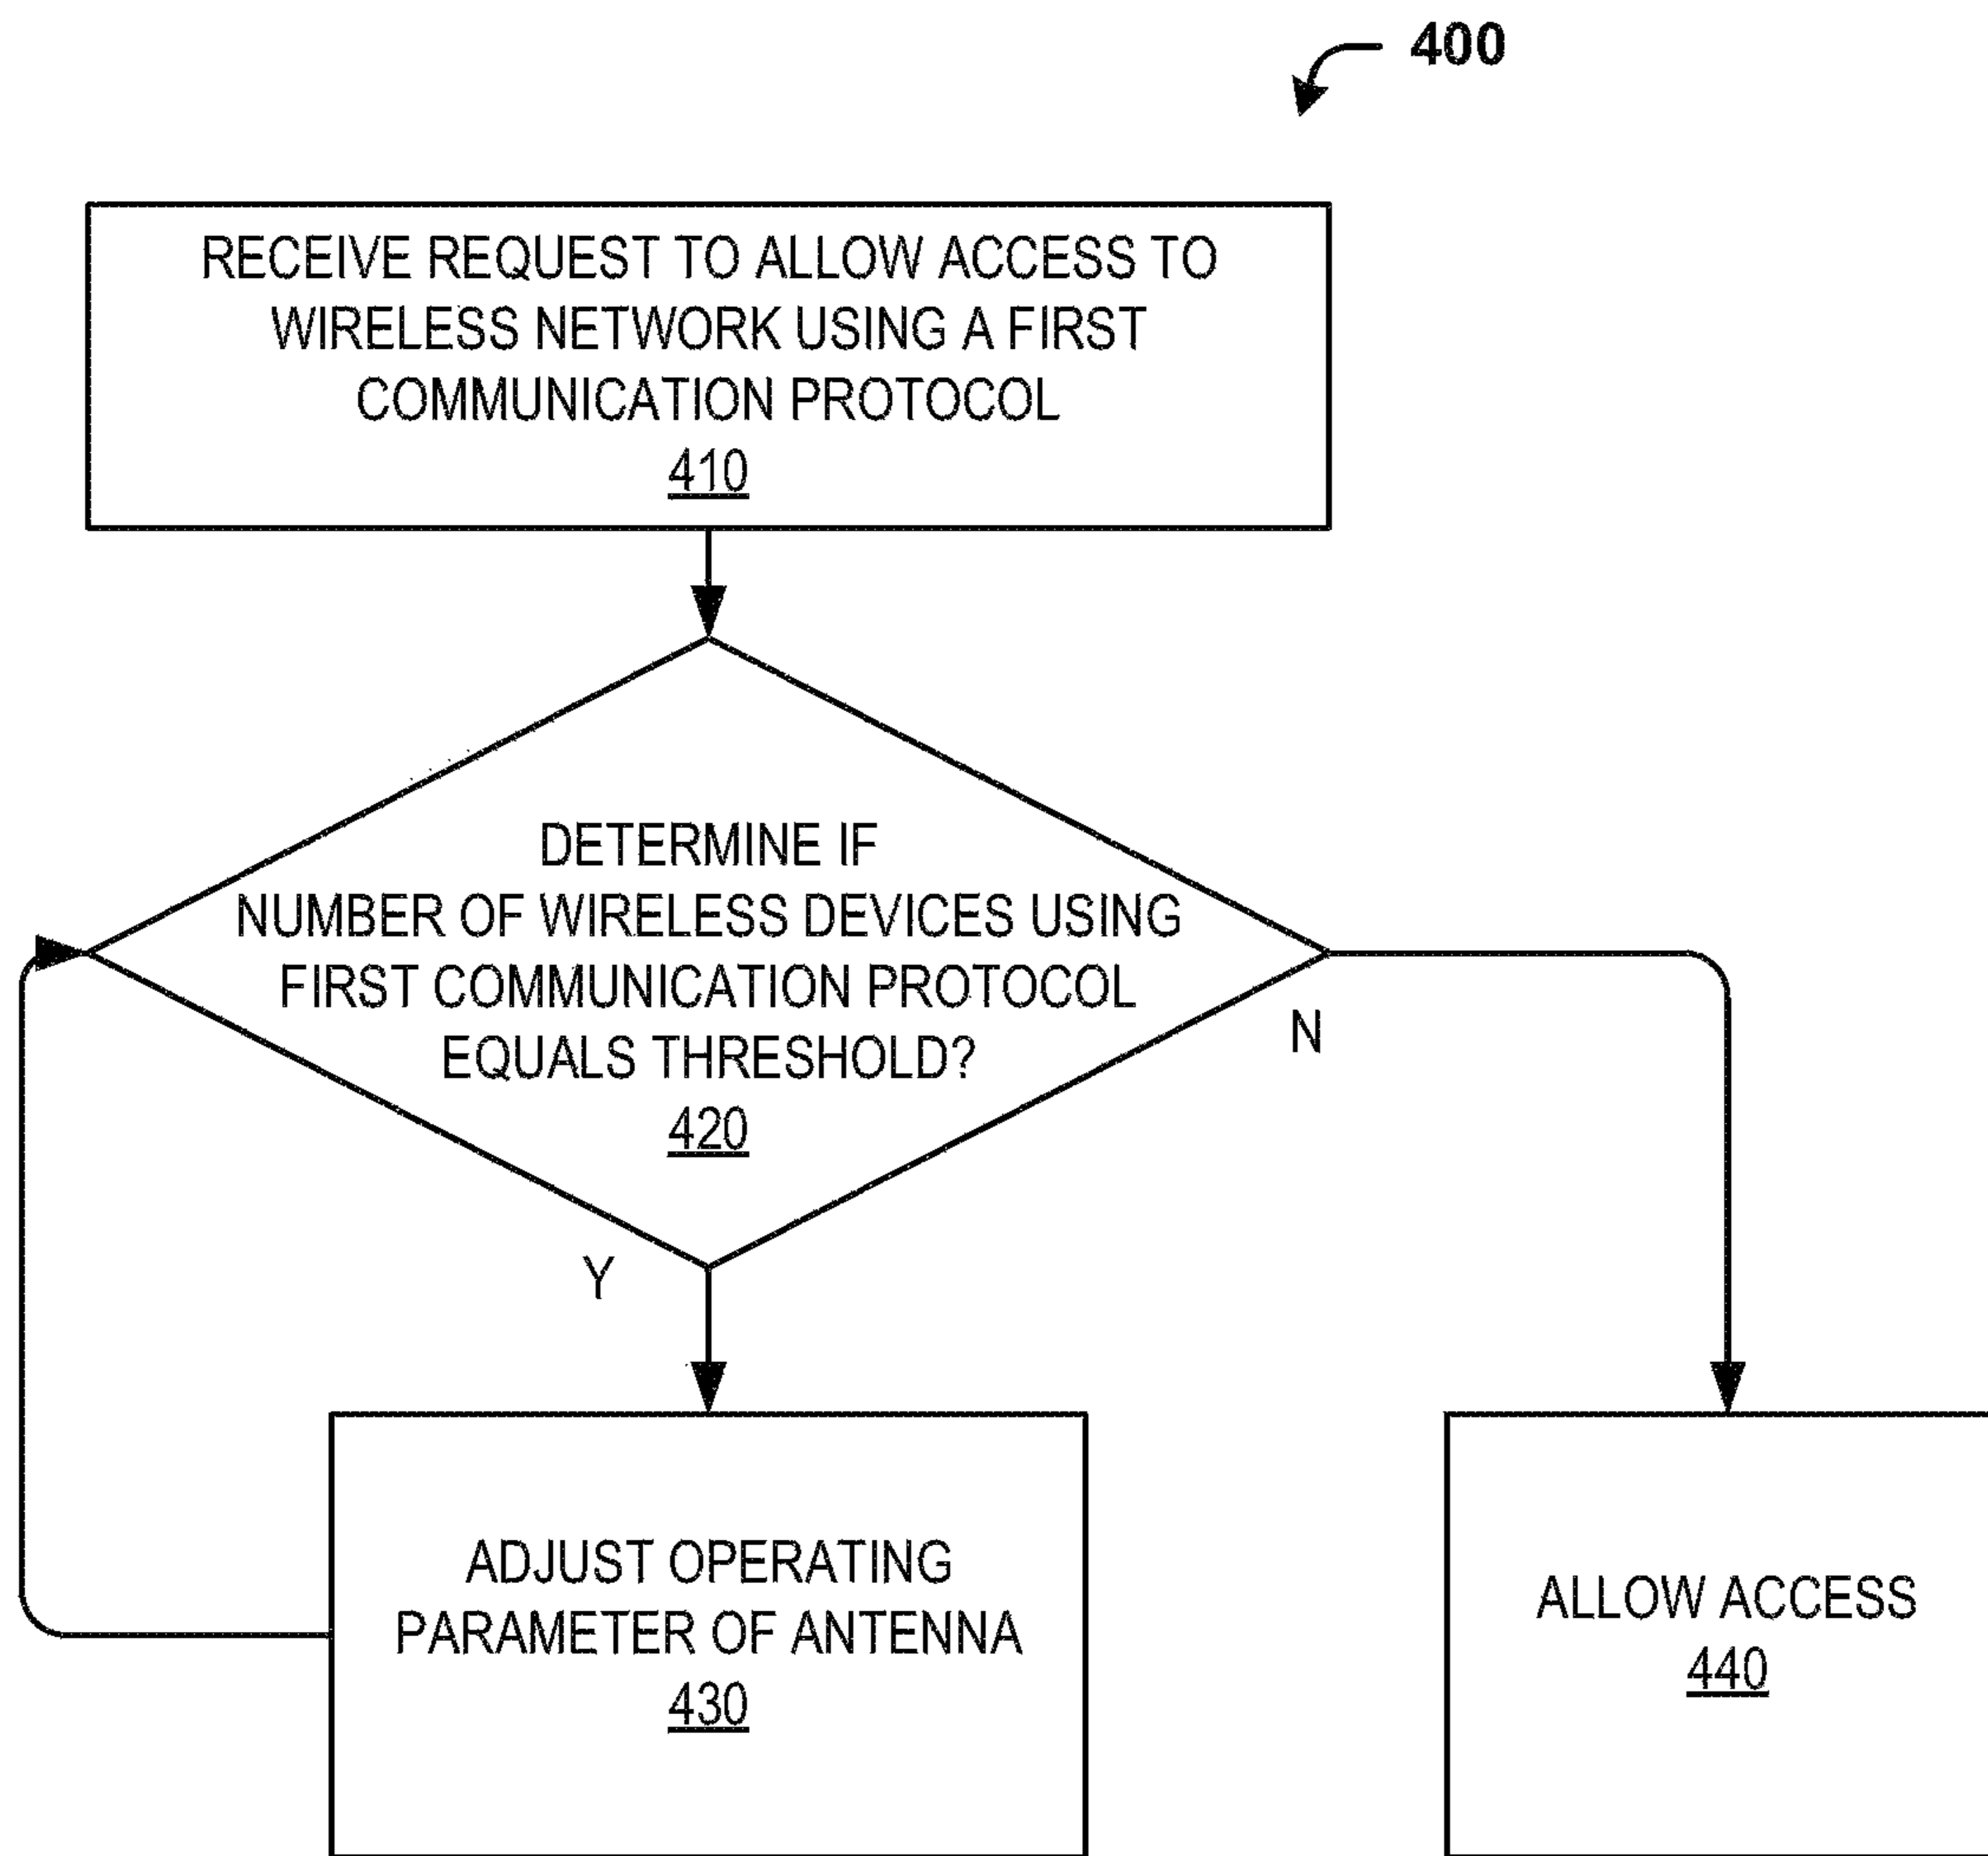 400
RECEIVE REQUEST TO ALLOW ACCESS TO
WIRELESS NETWORK USING A FIRST
COMMUNICATION PROTOCOL
410
DETERMINE IF
NUMBER OF WIRELESS DEVICES USING
FIRST COMMUNICATION PROTOCOL
EQUALS THRESHOLD?
420
N
Y
ADJUST OPERATING
PARAMETER OF ANTENNA
430
ALLOW ACCESS
440